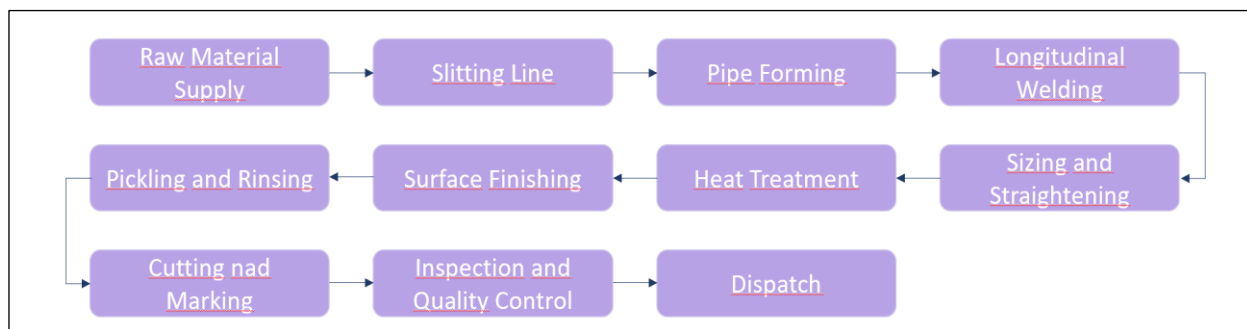 Raw Material
Supply
Slitting Line
Pipe Forming
Longitudinal
Welding
Sizing and
Straightening
Heat Treatment
Surface Finishing
Pickling and Rinsing
Cutting nad
Marking
Inspection and
Quality Control
Dispatch